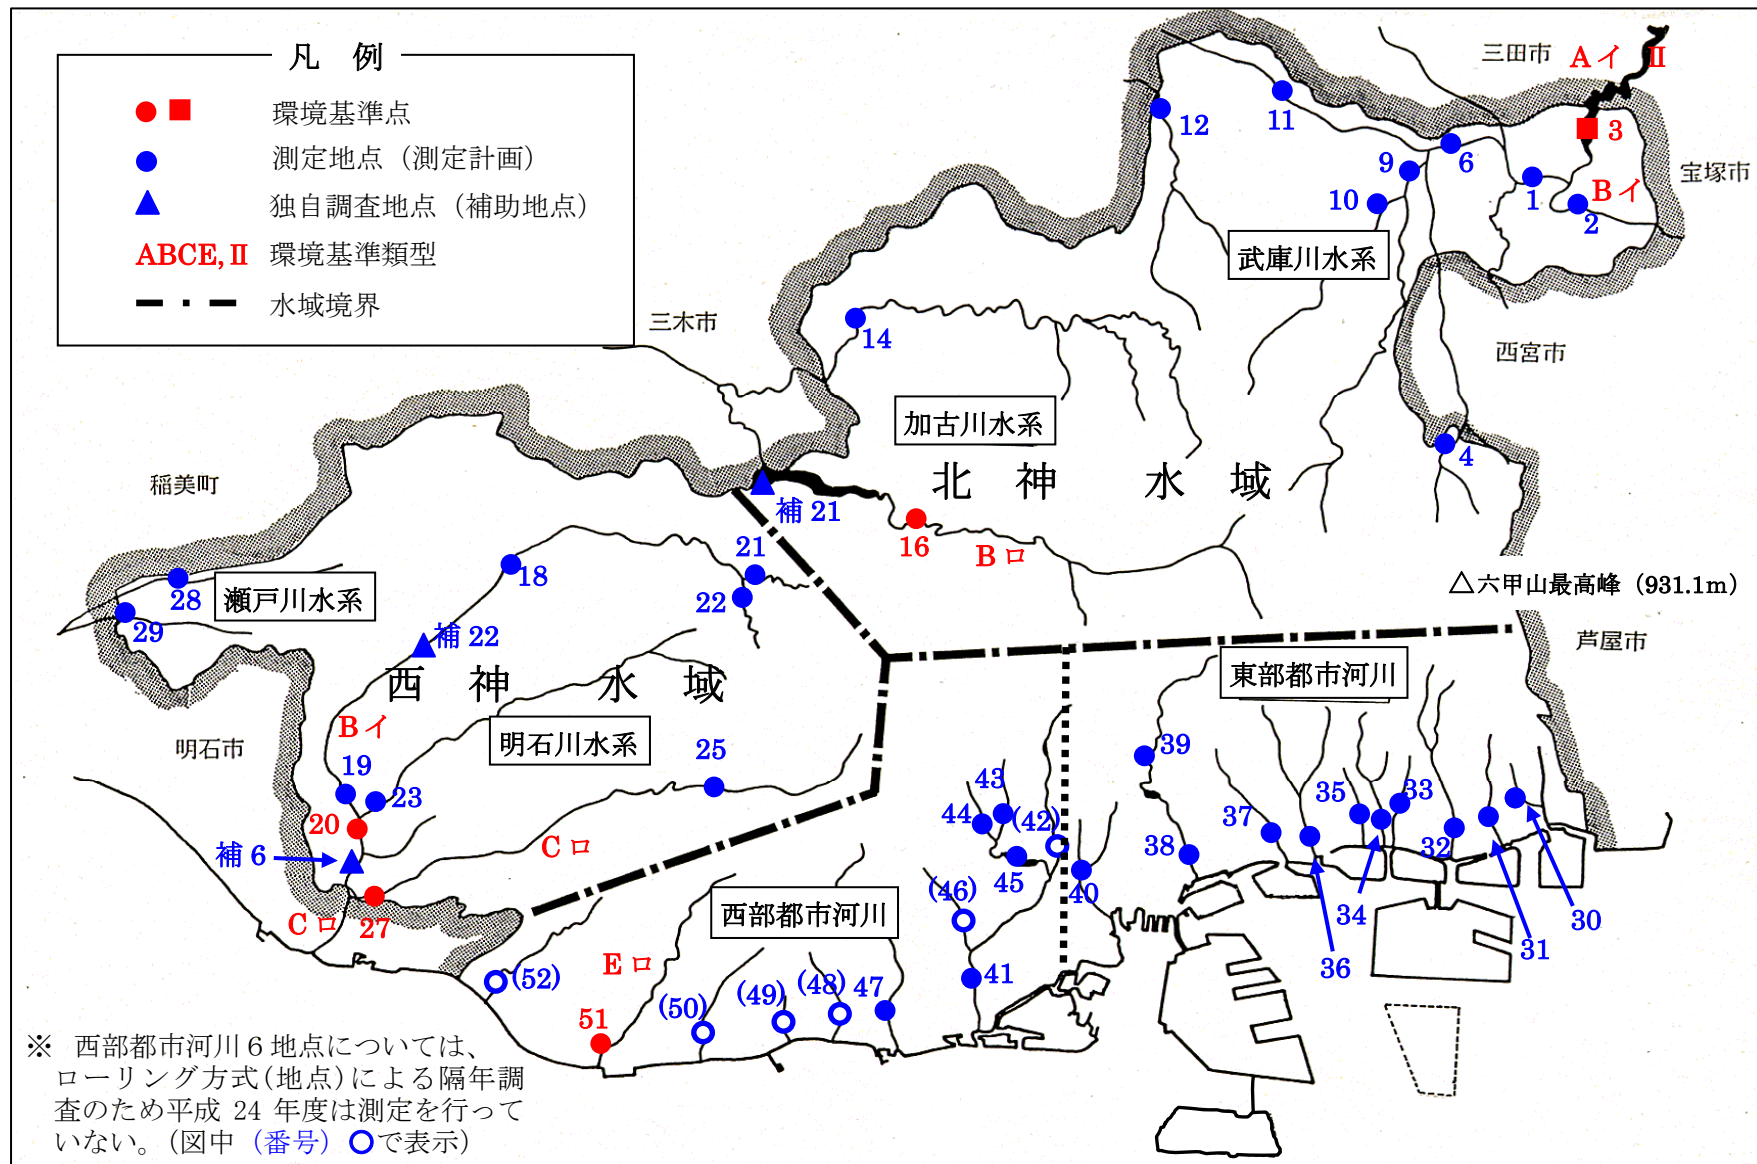 凡 例
環境基準点
測定地点（測定計画）
独自調査地点（補助地点）
ABCE,Ⅱ 環境基準類型
水域境界
三田市
Aイ Ⅱ
3
宝塚市
Bイ
1
2
6
9
10
11
12
武庫川水系
西宮市
4
三木市
14
加古川水系
北 神 水 域
補 21
16
Bロ
△六甲山最高峰（931.1m）
稲美町
28
29
瀬戸川水系
18
21
22
補 22
西 神 水 域
Bイ
明石川水系
明石市
19
23
20
補 6
25
Cロ
Cロ
27
芦屋市
東部都市河川
39
38
37
36
35
34
33
32
31
30
43
44
(42)
45
40
(46)
41
西部都市河川
47
(48)
(49)
(50)
Eロ
51
(52)
※ 西部都市河川６地点については、
ローリング方式(地点)による隔年調
査のため平成 24 年度は測定を行って
いない。(図中 (番号) で表示)